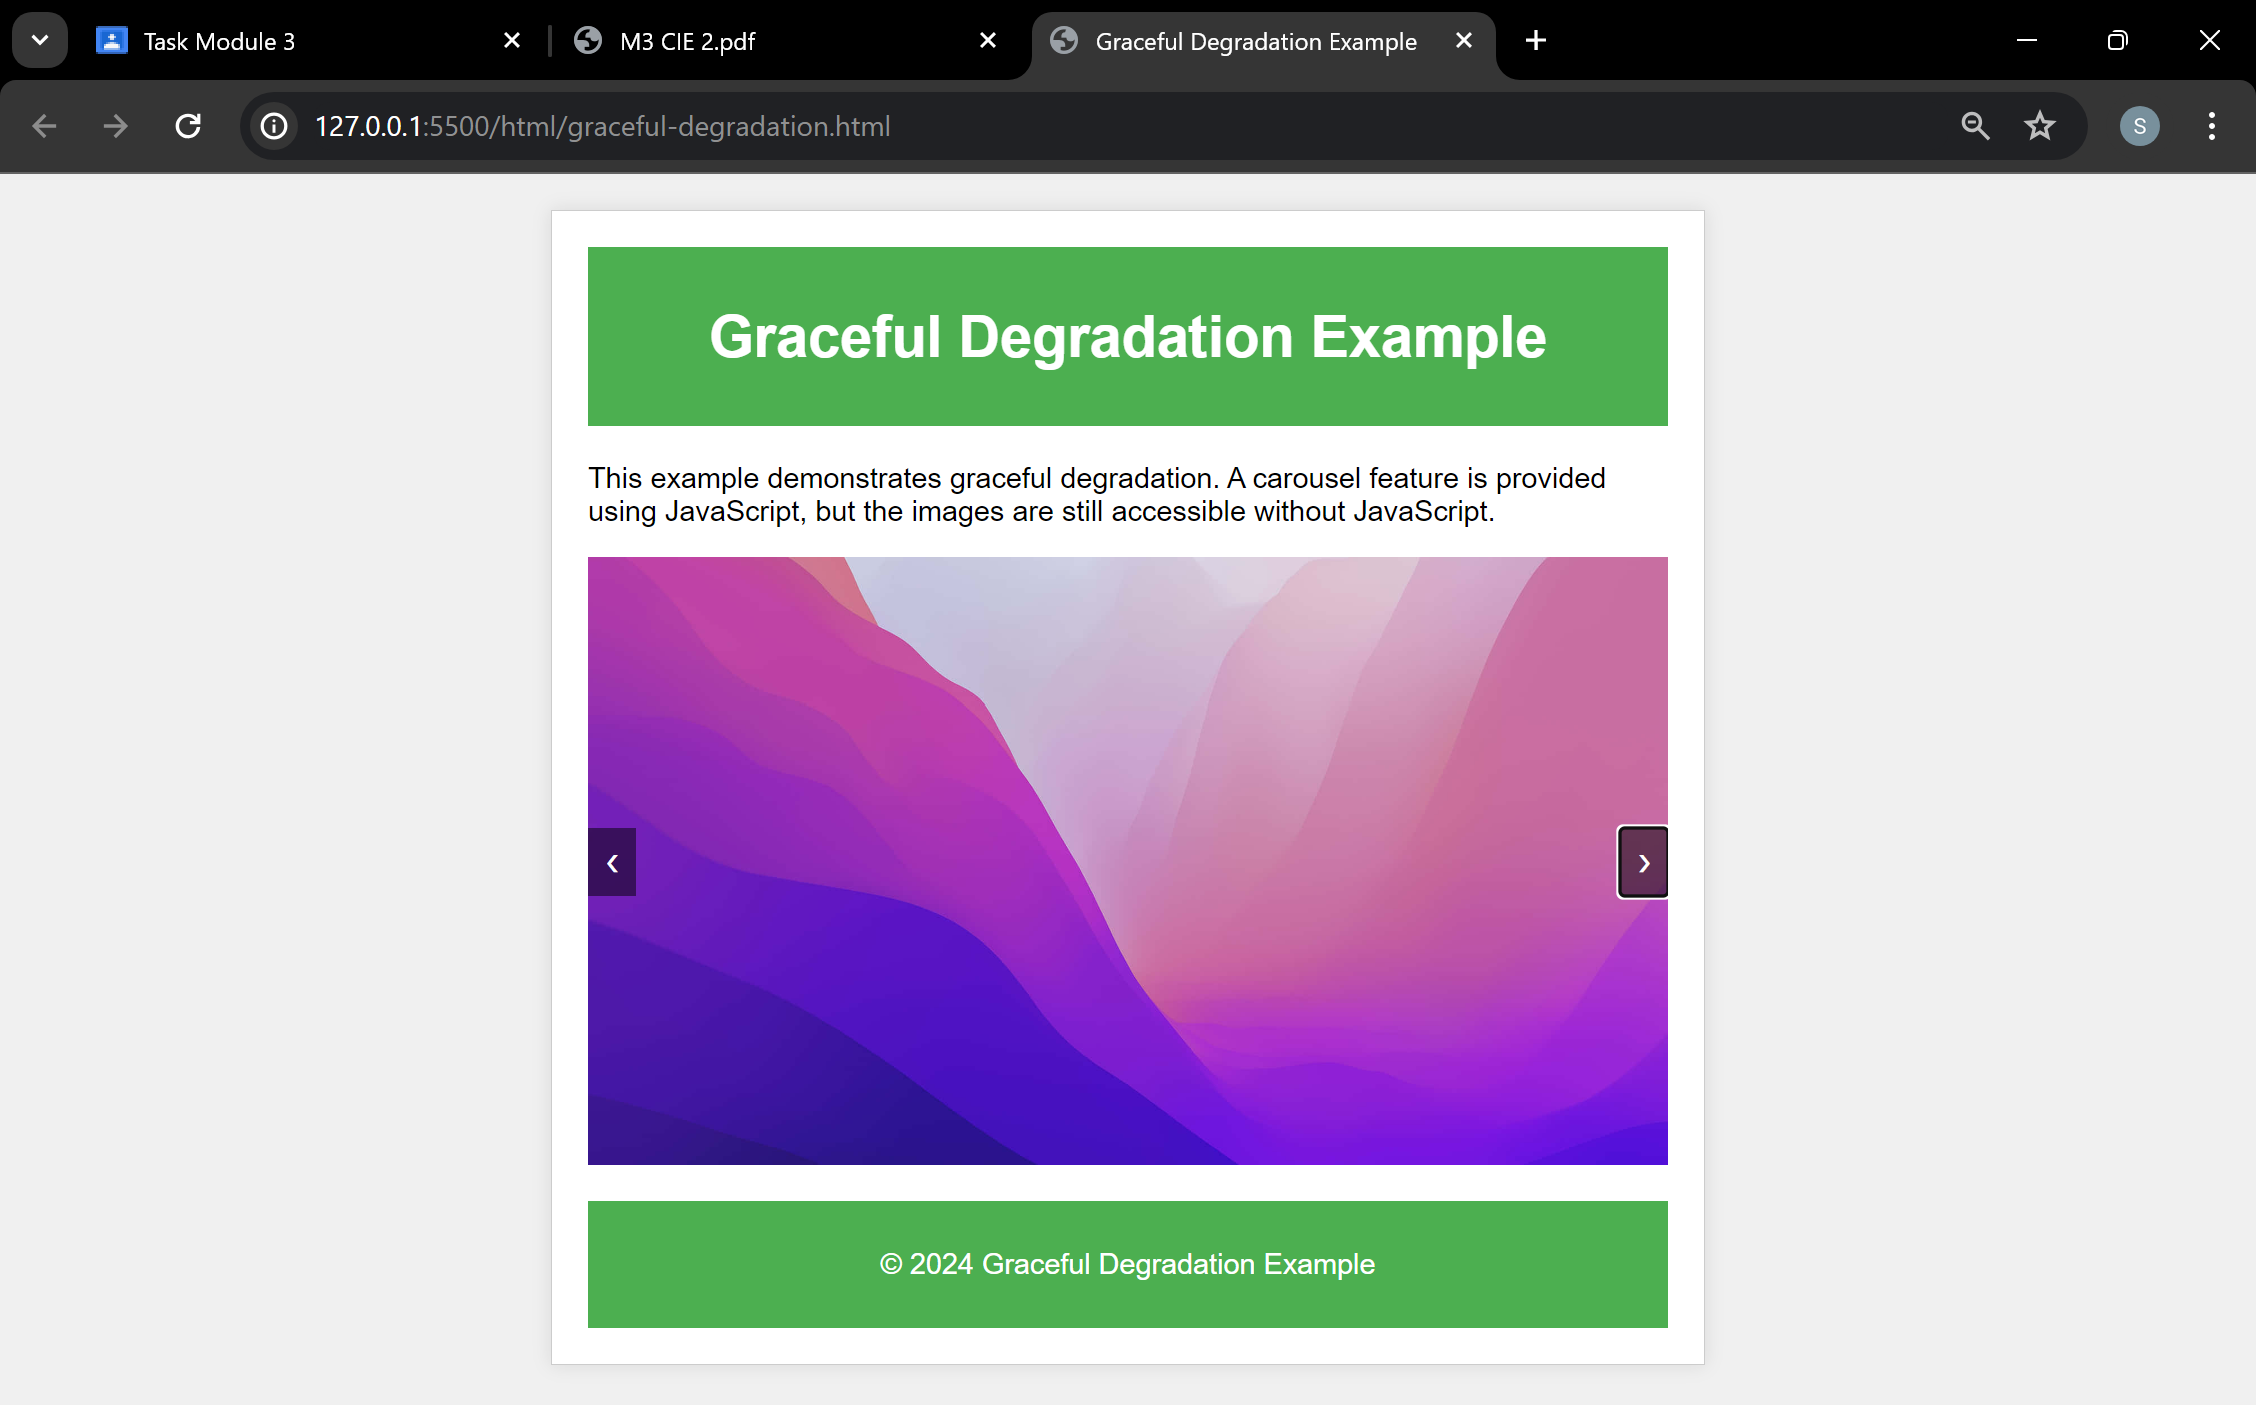 Task Module 3
M3 CIE 2.pdf
Graceful Degradation Example
127.0.0.1:5500/html/graceful-degradation.html
S
Graceful Degradation Example
This example demonstrates graceful degradation. A carousel feature is provided
using JavaScript, but the images are still accessible without JavaScript.
❮
❯
© 2024 Graceful Degradation Example